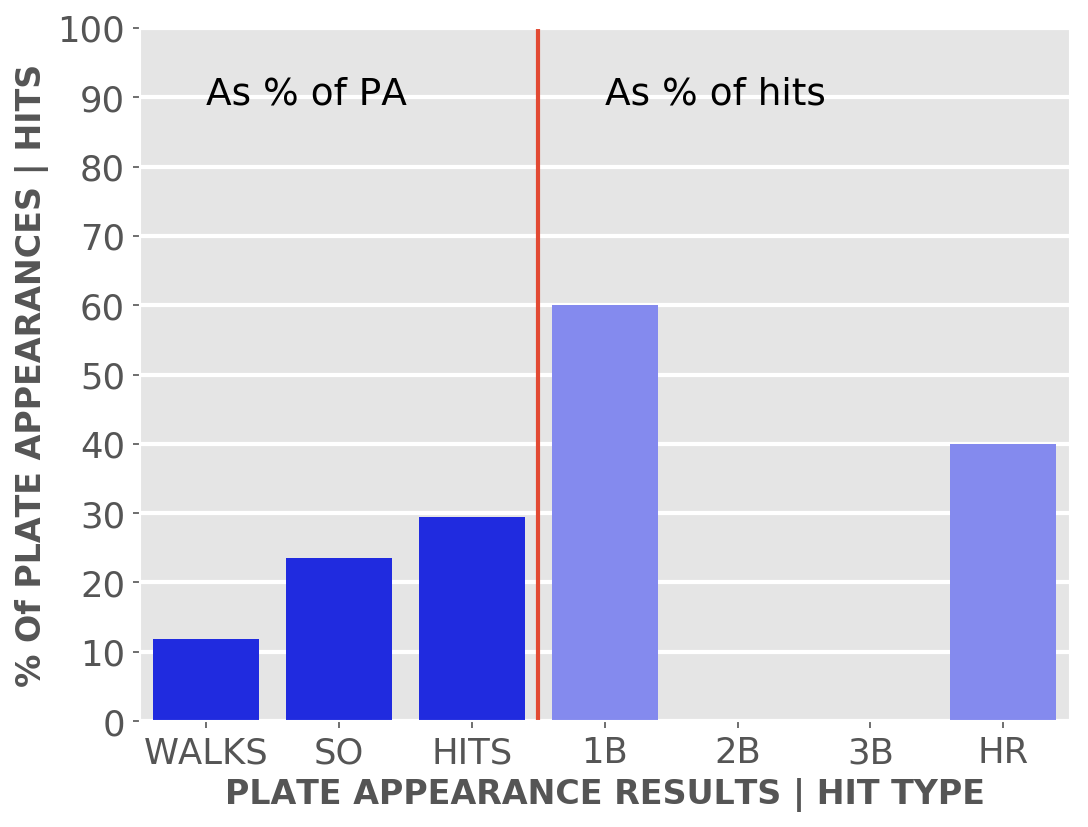 100
90
80
70
60
50
40
30
20
10
0
% Of PLATE APPEARANCES | HITS
As % of PA
As % of hits
WALKS SO HITS 1B 2B 3B HR
PLATE APPEARANCE RESULTS | HIT TYPE